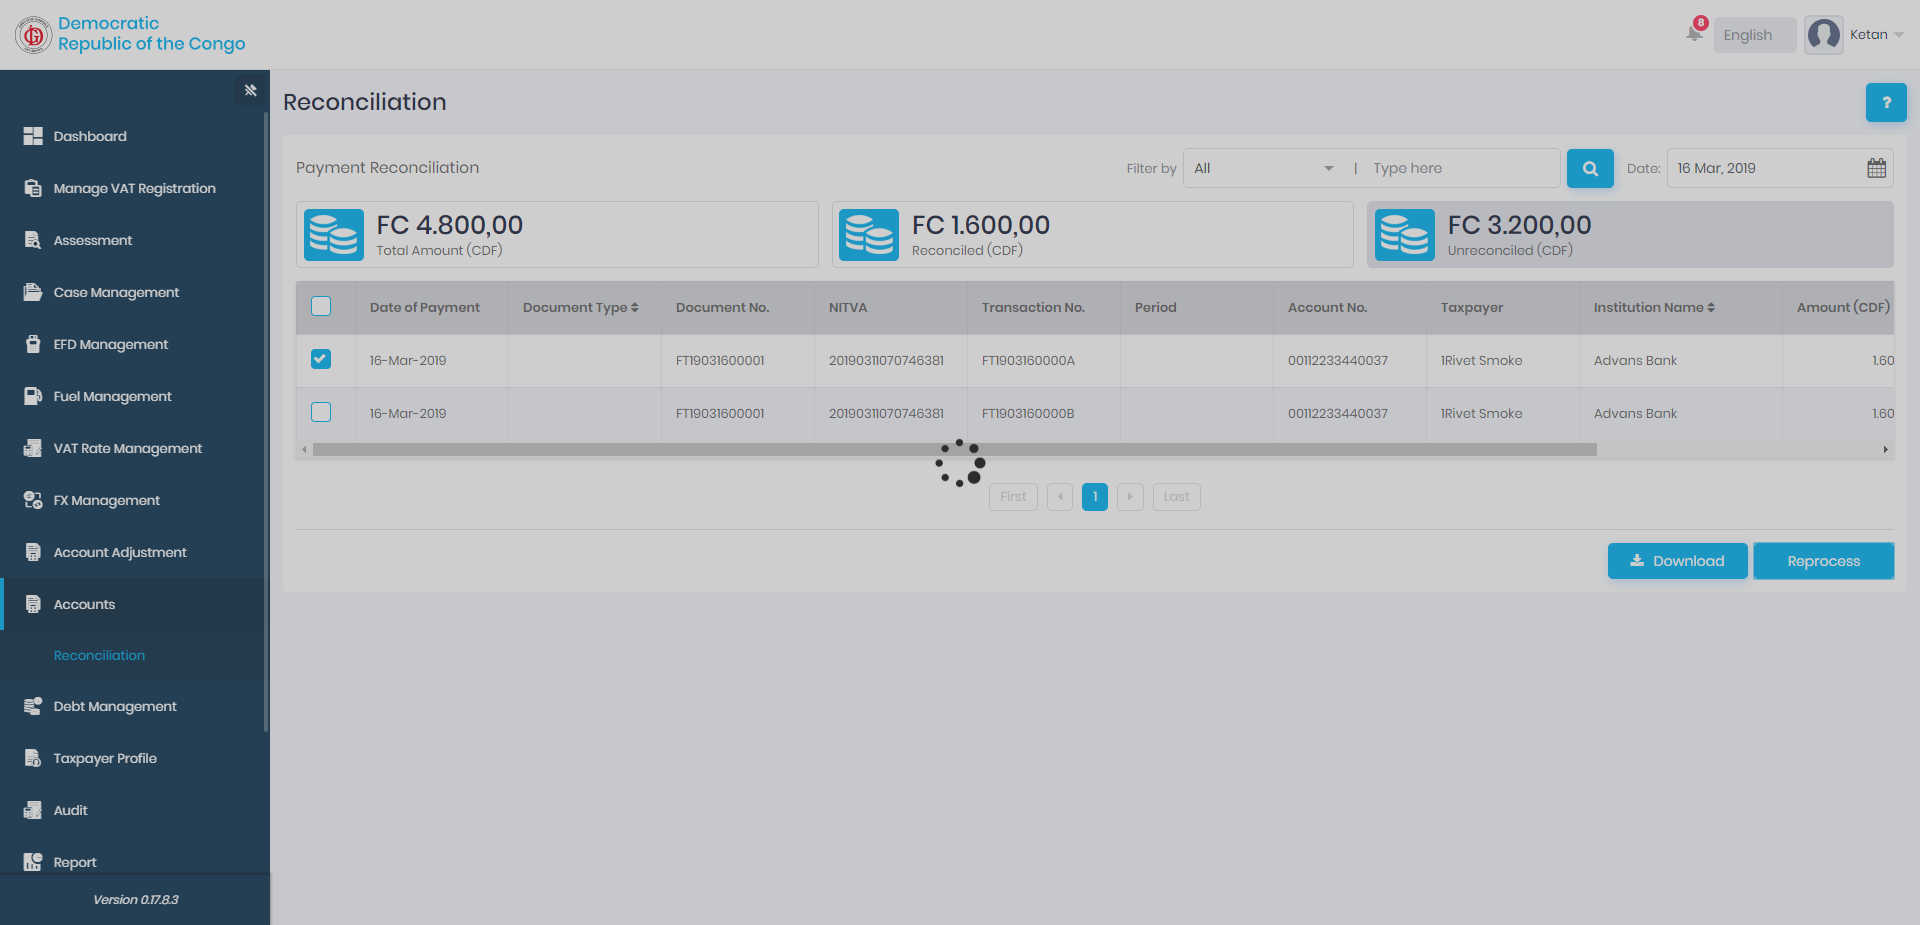 Democratic
Republic of the Congo
8
English
Ketan
Dashboard
Manage VAT Registration
Assessment
Case Management
EFD Management
Fuel Management
VAT Rate Management
FX Management
Account Adjustment
Accounts
Reconciliation
Debt Management
Taxpayer Profile
Audit
Report
Version 0.17.8.3
Reconciliation
?
Payment Reconciliation
Filter by All | Type here Date: 16 Mar, 2019
FC 4.800,00
Total Amount (CDF)
FC 1.600,00
Reconciled (CDF)
FC 3.200,00
Unreconciled (CDF)
Date of Payment Document Type Document No. NITVA Transaction No. Period Account No. Taxpayer Institution Name Amount (CDF)
16-Mar-2019 FT19031600001 20190311070746381 FT1903160000A 00112233440037 1Rivet Smoke Advans Bank 1.60
16-Mar-2019 FT19031600001 20190311070746381 FT1903160000B 00112233440037 1Rivet Smoke Advans Bank 1.60
First 1 Last
Download Reprocess